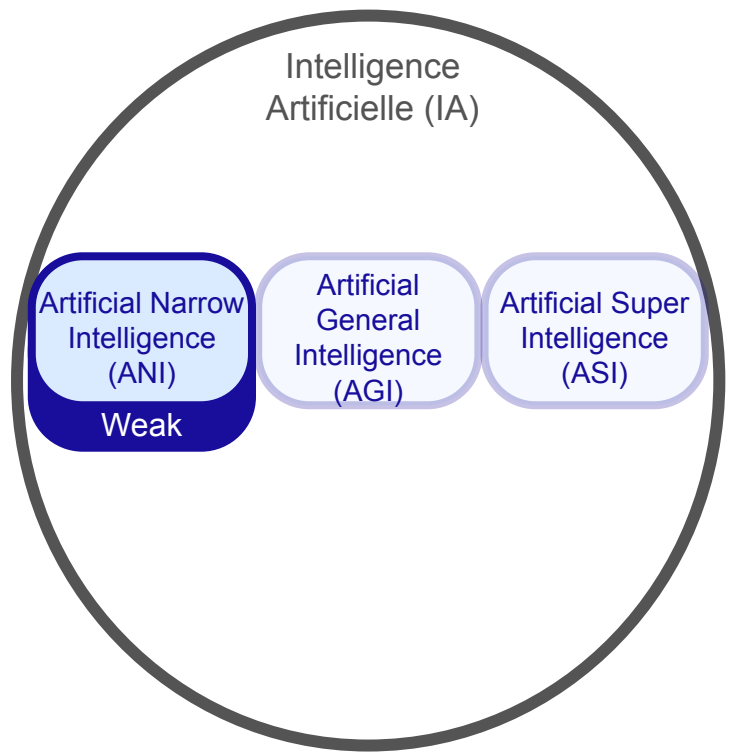 Intelligence
Artificielle (IA)
Artificial Narrow
Intelligence
(ANI)
Weak
Artificial
General
Intelligence
(AGI)
Artificial Super
Intelligence
(ASI)